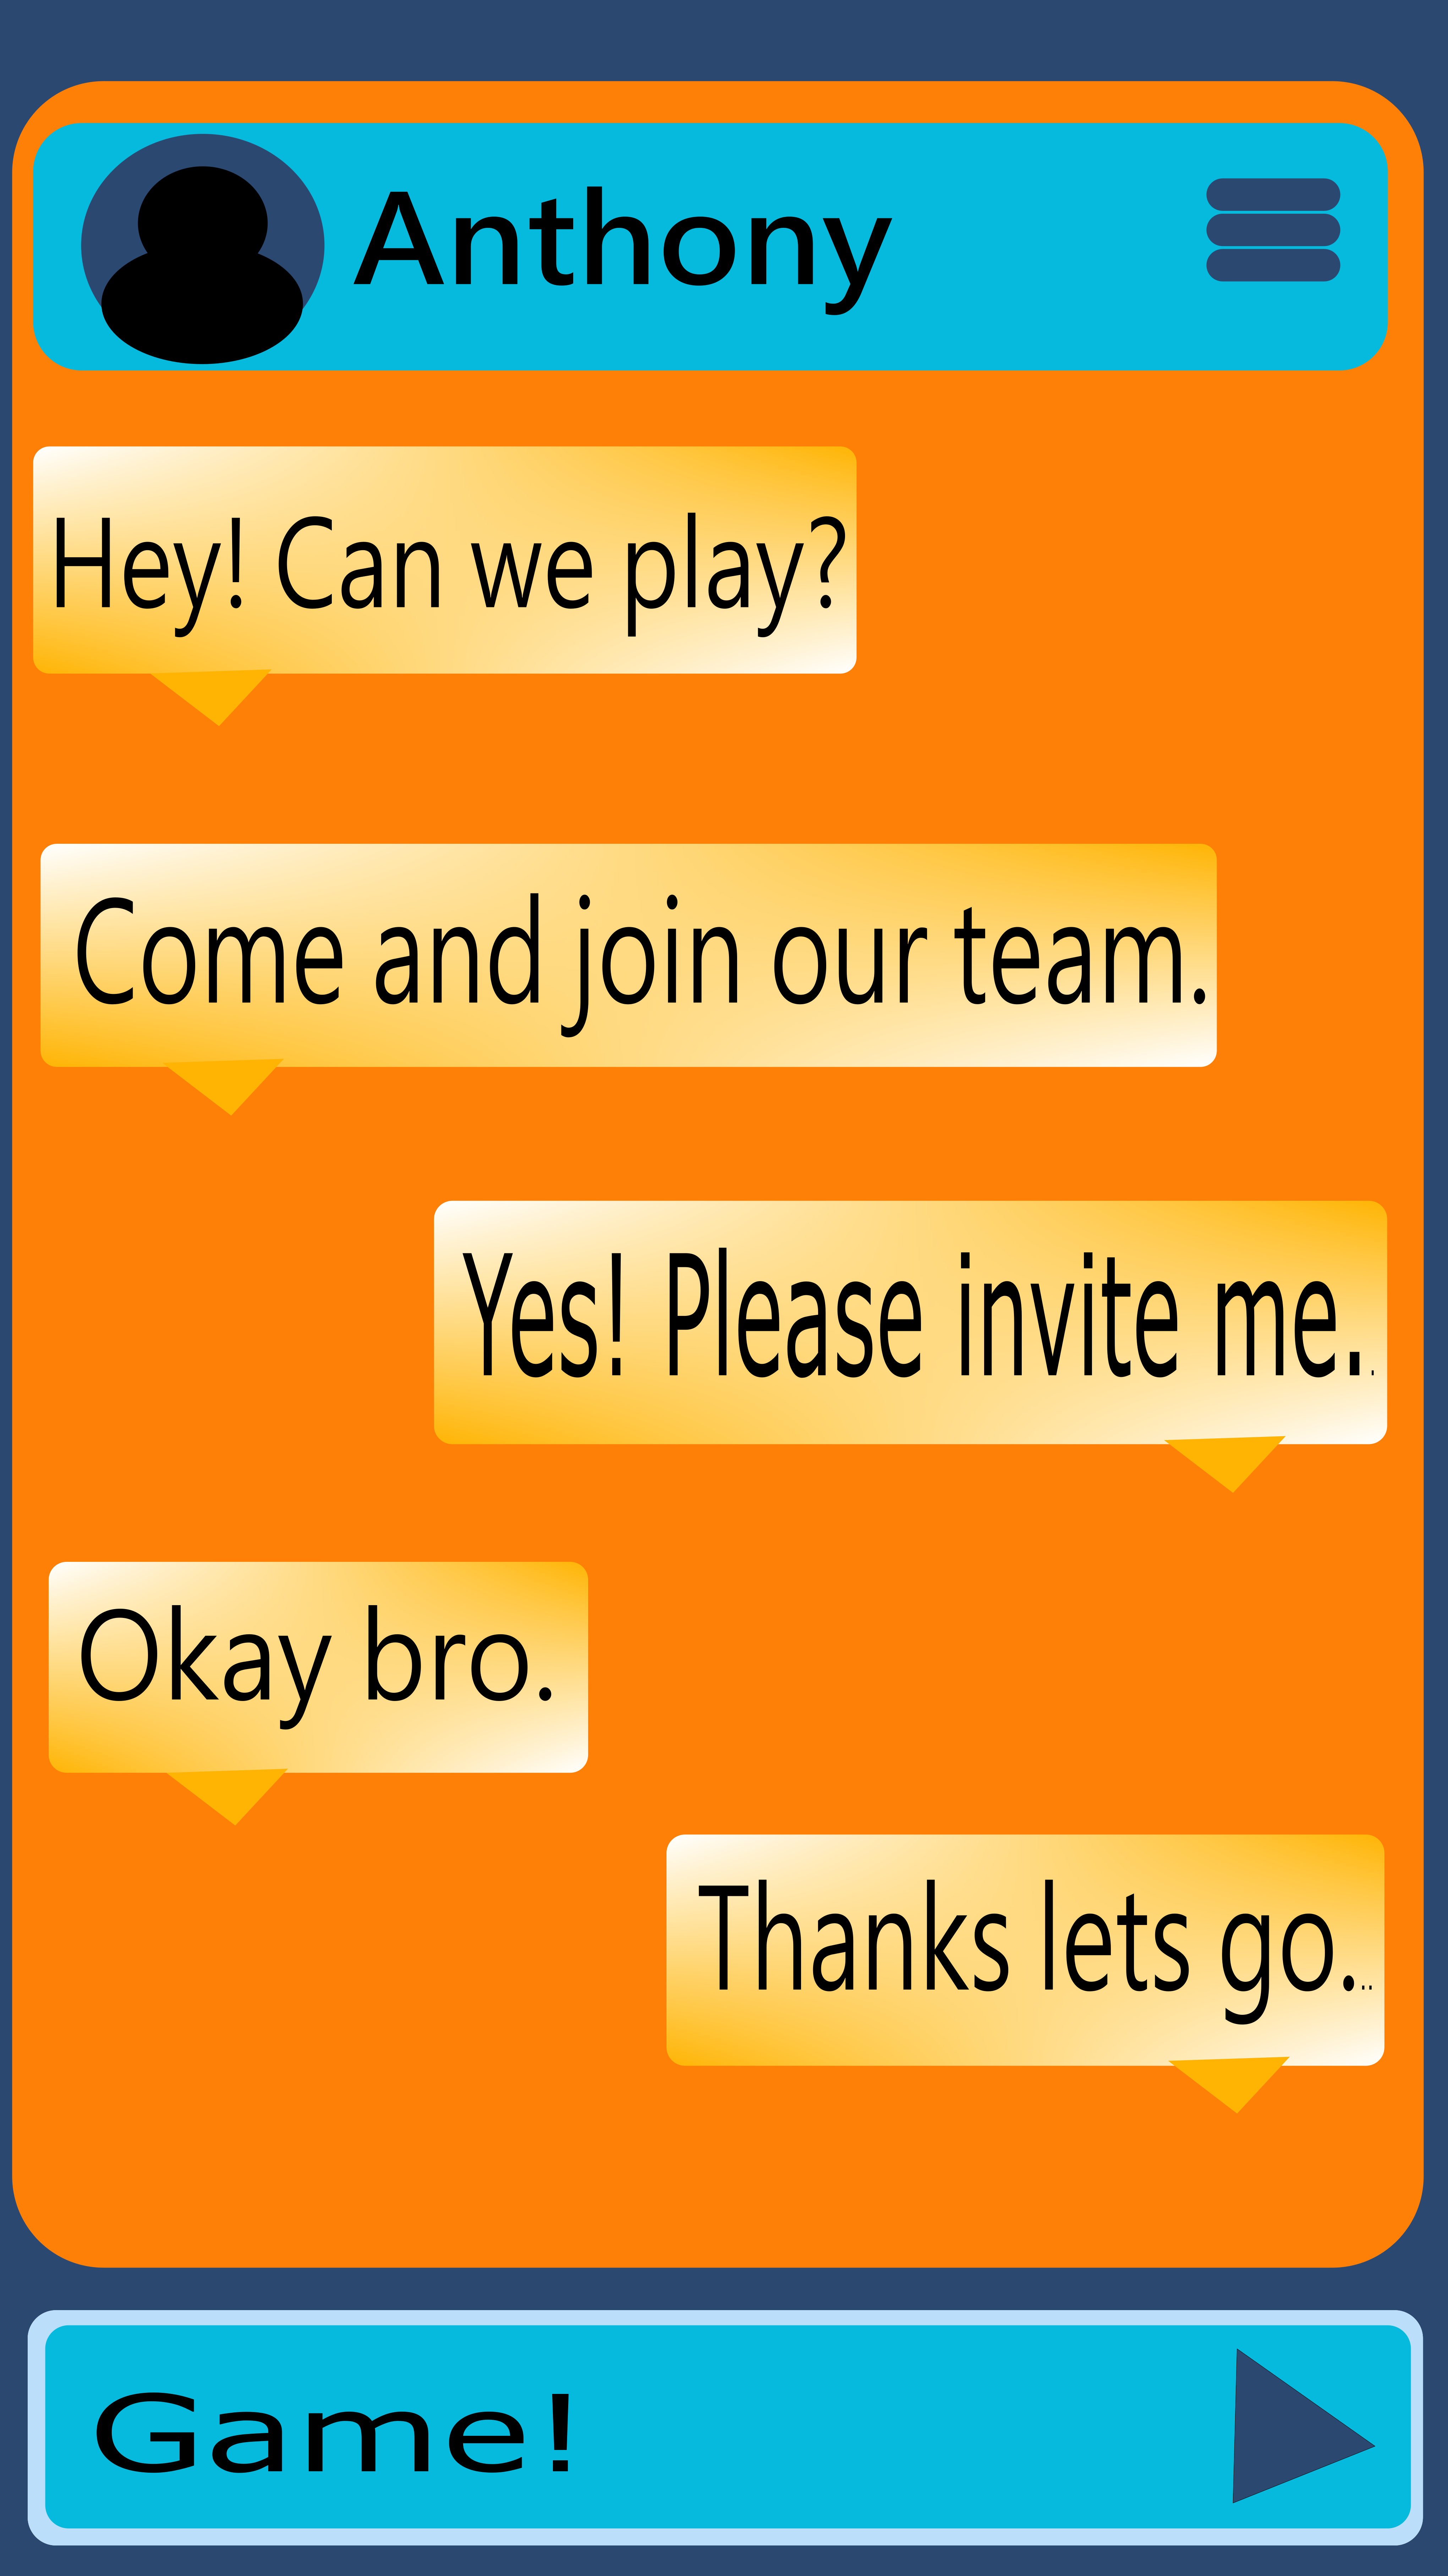 Anthony
Hey! Can we play?
Come and join our team.
Yes! Please invite me..
Okay bro.
Thanks lets go...
Game!